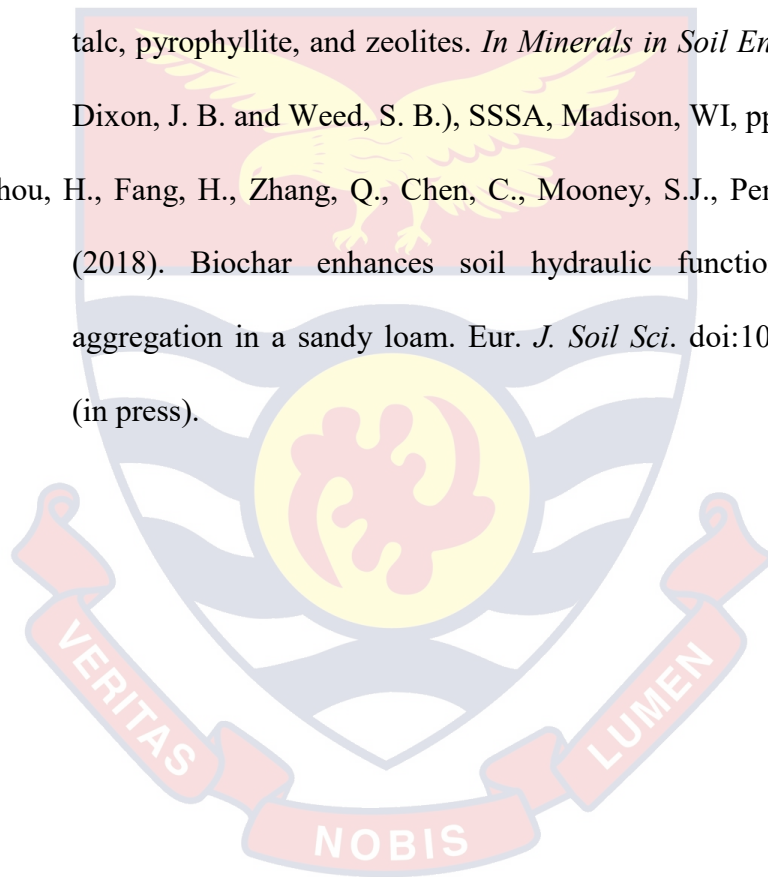 talc, pyrophyllite, and zeolites. In Minerals in Soil En
Dixon, J. B. and Weed, S. B.), SSSA, Madison, WI, pp
hou, H., Fang, H., Zhang, Q., Chen, C., Mooney, S.J., Per
(2018). Biochar enhances soil hydraulic functio
aggregation in a sandy loam. Eur. J. Soil Sci. doi:10
(in press).
VERITAS
NOBIS
LUMEN